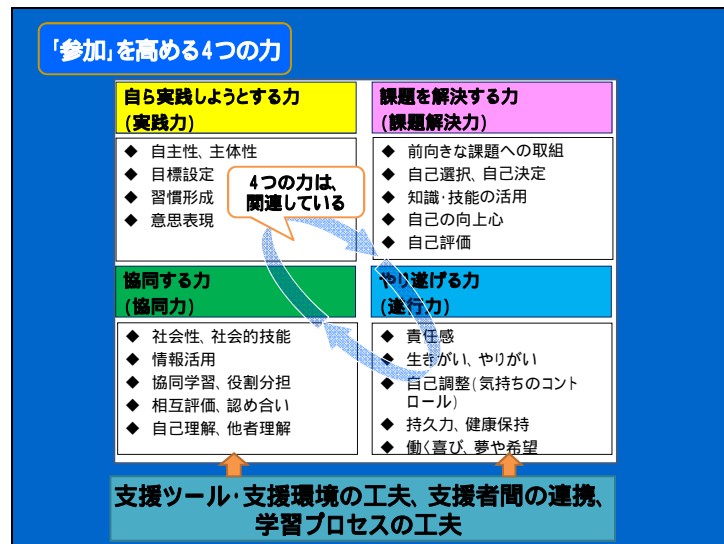 「参加」を高める4つの力
自ら実践しようとする力
(実践力)
◆ 自主性、主体性
◆ 目標設定
◆ 習慣形成
◆ 意思表現
課題を解決する力
(課題解決力)
◆ 前向きな課題への取組
◆ 自己選択、自己決定
◆ 知識・技能の活用
◆ 自己の向上心
◆ 自己評価
4つの力は、
関連している
協同する力
(協同力)
◆ 社会性、社会的技能
◆ 情報活用
◆ 協同学習、役割分担
◆ 相互評価、認め合い
◆ 自己理解、他者理解
やり遂げる力
(遂行力)
◆ 責任感
◆ 生きがい、やりがい
◆ 自己調整(気持ちのコント
ロール)
◆ 持久力、健康保持
◆ 働く喜び、夢や希望
支援ツール・支援環境の工夫、支援者間の連携、
学習プロセスの工夫